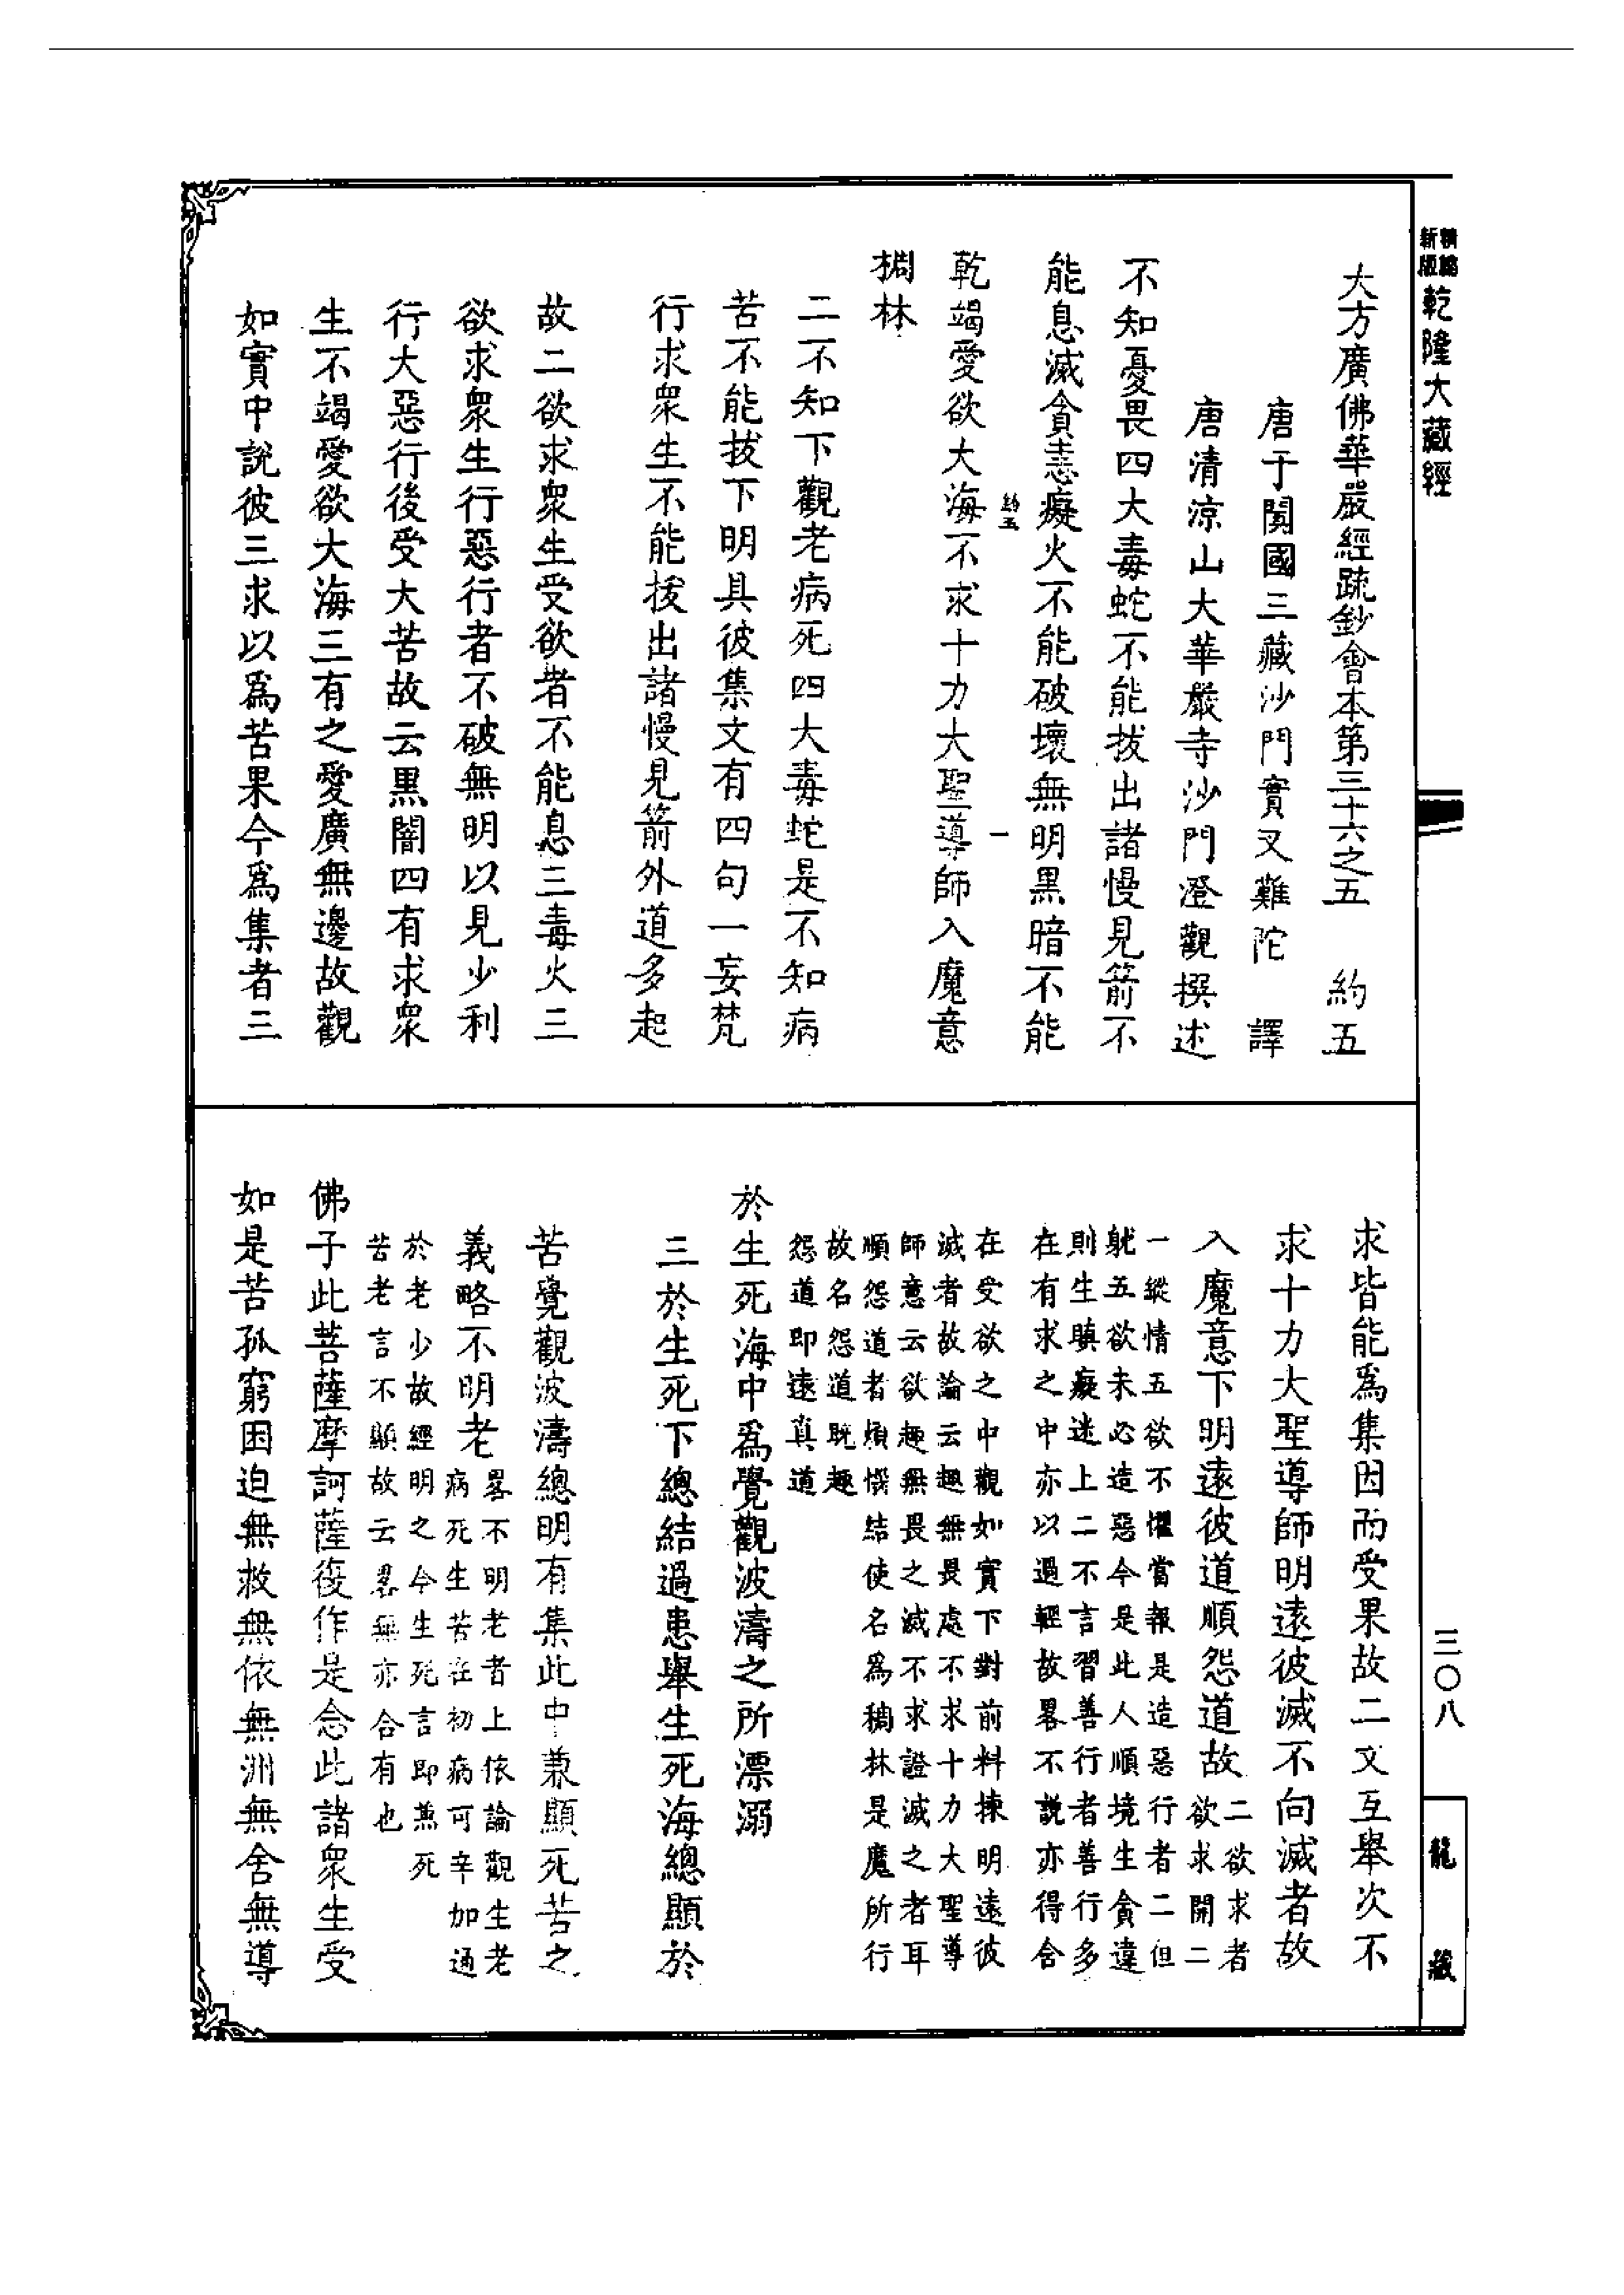 精縮新版乾隆大藏經
大方廣佛華嚴經疏鈔會本第三十六之五　約五
唐于闐國三藏沙門實叉難陀　譯
唐清涼山大華嚴寺沙門澄觀撰述
不知憂畏四大毒蛇不能拔出諸慢見箭不
能息滅貪恚癡火不能破壞無明黑暗不能
約五　一
乾竭愛欲大海不求十力大聖導師入魔意
稠林
二不知下觀老病死四大毒蛇是不知病
苦不能拔下明具彼集文有四句一妄梵
行求衆生不能拔出諸慢見箭外道多起
故二欲求衆生受欲者不能息三毒火三
欲求衆生行惡行者不破無明以見少利
行大惡行後受大苦故云黑闇四有求衆
生不竭愛欲大海三有之愛廣無邊故觀
如實中說彼三求以爲苦果今爲集者三
求皆能爲集因而受果故二文互舉次不
求十力大聖導師明遠彼滅不向滅者故
入魔意下明遠彼道順怨道故二欲求者
欲求開二
一縱情五欲不懼當報是造惡行者二但
躭五欲未必造惡今是此人順境生貪違
則生瞋癡迷上二不言習善行者善行多
在有求之中亦以過輕故畧不説亦得合
在受欲之中觀如實下對前料揀明遠彼
滅者故論云趣無畏處不求十力大聖導
師意云欲趣無畏之滅不求證滅之者耳
順怨道者煩惱結使名爲稠林是魔所行
故名怨道既趣
怨道即遠真道
於生死海中爲覺觀波濤之所漂溺
三於生死下總結過患舉生死海總顯於
苦覺觀波濤總明有集此中兼顯死苦之
義略不明老畧不明老者上依論觀生老
病死生苦在初病可辛加通
於老少故經明之今生死言即兼死
苦老言不顯故云畧無亦合有也
佛子此菩薩摩訶薩復作是念此諸衆生受
如是苦孤窮困迫無救無依無洲無舍無導
三〇八
龍藏